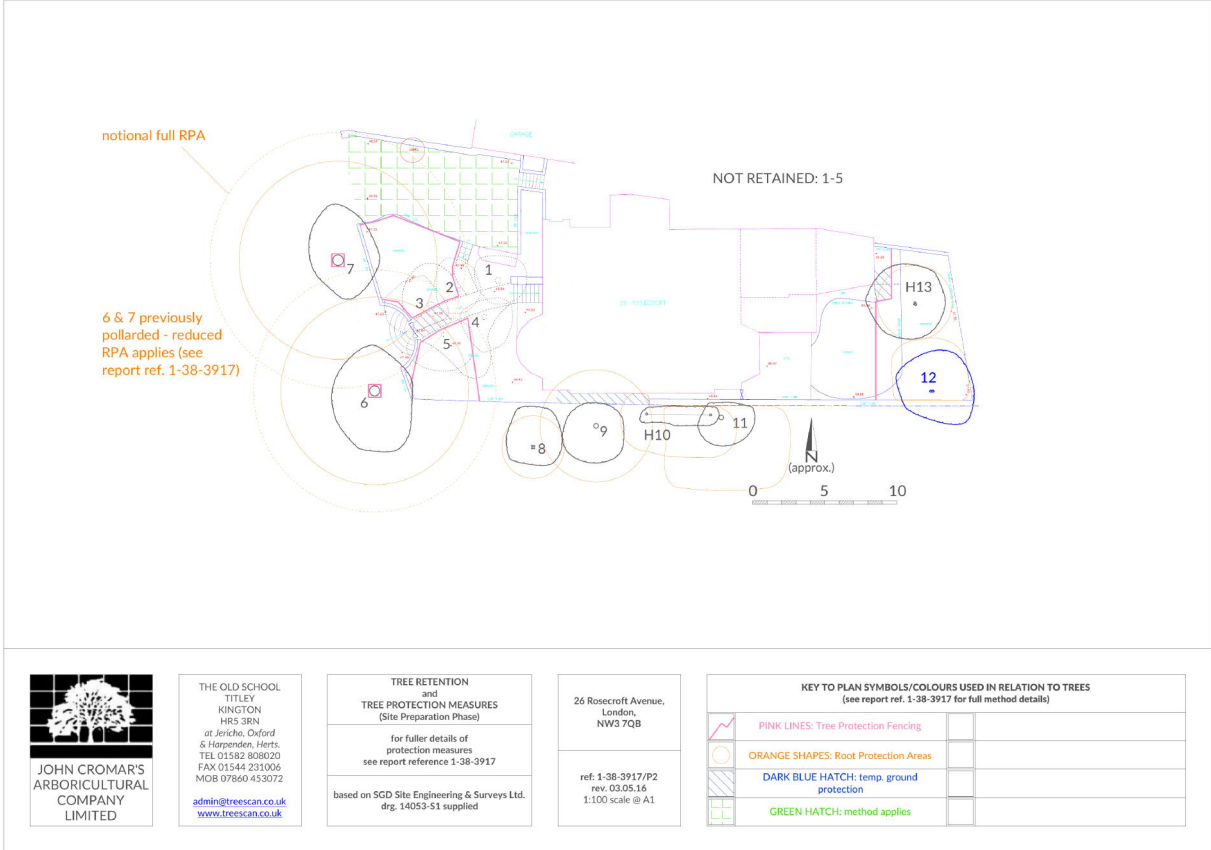 notional full RPA
GARAGE
NOT RETAINED: 1-5
7
1
2
3
4
5
6
H13
12
6 & 7 previously
pollarded - reduced
RPA applies (see
report ref. 1-38-3917)
8
9
H10
11
N
(approx.)
0 5 10
JOHN CROMAR'S
ARBORICULTURAL
COMPANY
LIMITED
THE OLD SCHOOL
TITLEY
KINGTON
HR5 3RN
at Jericho, Oxford
& Harpenden, Herts.
TEL 01582 808020
FAX 01544 231006
MOB 07860 453072
admin@treescan.co.uk
www.treescan.co.uk
TREE RETENTION
and
TREE PROTECTION MEASURES
(Site Preparation Phase)
for fuller details of
protection measures
see report reference 1-38-3917
based on SGD Site Engineering & Surveys Ltd.
drg. 14053-S1 supplied
26 Rosecroft Avenue,
London,
NW3 7QB
ref: 1-38-3917/P2
rev. 03.05.16
1:100 scale @ A1
KEY TO PLAN SYMBOLS/COLOURS USED IN RELATION TO TREES
(see report ref. 1-38-3917 for full method details)
PINK LINES: Tree Protection Fencing
ORANGE SHAPES: Root Protection Areas
DARK BLUE HATCH: temp. ground
protection
GREEN HATCH: method applies